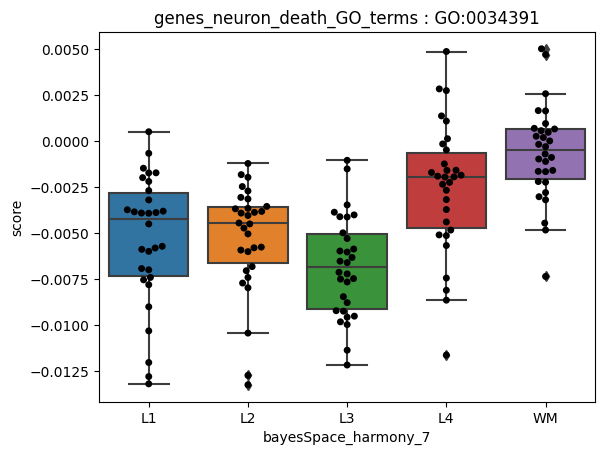 genes_neuron_death_GO_terms : GO:0034391
0.0050
0.0025
0.0000
−0.0025
−0.0050
−0.0075
−0.0100
−0.0125
score
L1 L2 L3 L4 WM
bayesSpace_harmony_7